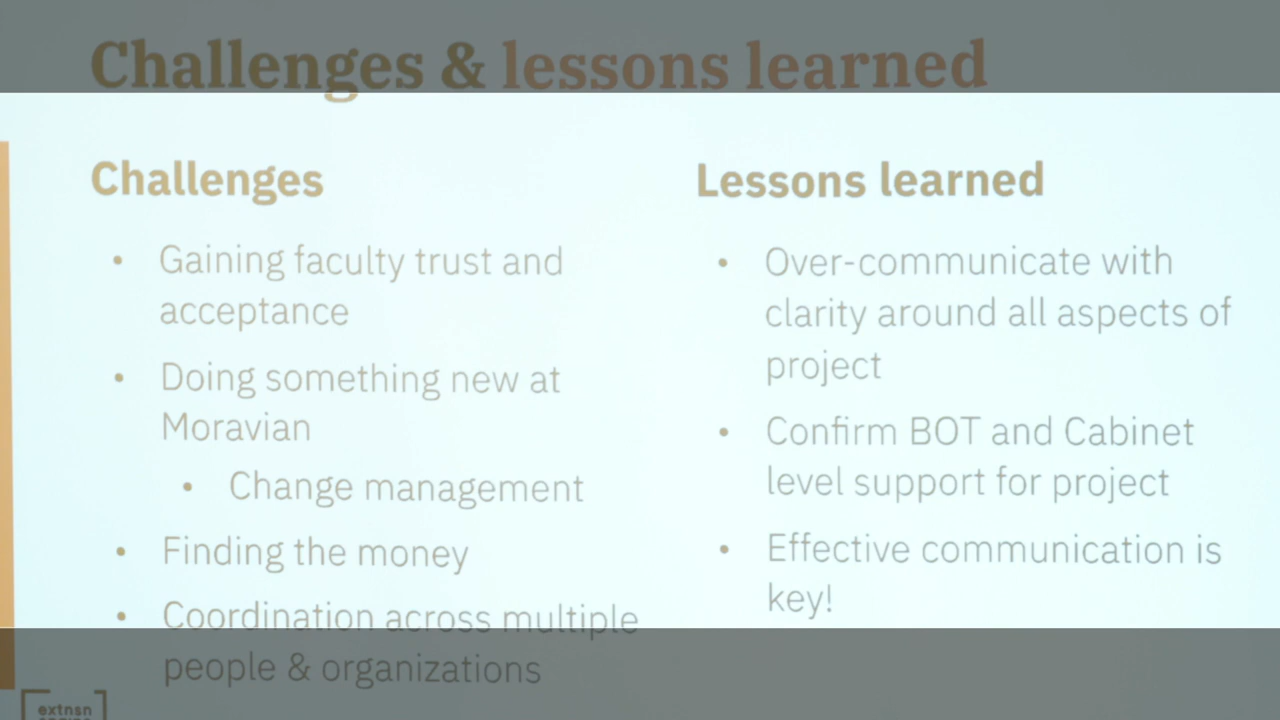 Challenges & lessons learned
Challenges
• Gaining faculty trust and
acceptance
• Doing something new at
Moravian
• Change management
• Finding the money
• Coordination across multiple
people & organizations
Lessons learned
• Over-communicate with
clarity around all aspects of
project
• Confirm BOT and Cabinet
level support for project
• Effective communication is
key!
extnsn